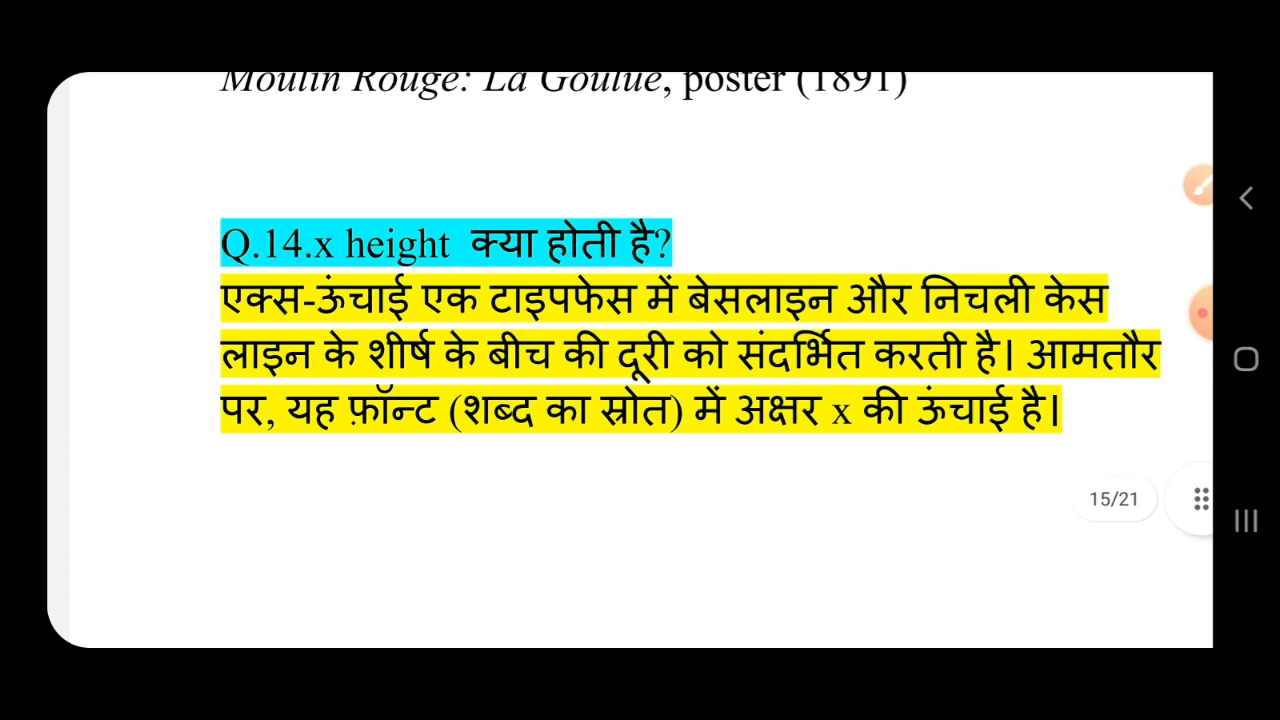 Moulin Rouge: La Goulue, poster (1891)
Q.14.x height क्या होती है?
एक्स-ऊंचाई एक टाइपफेस में बेसलाइन और निचली केस
लाइन के शीर्ष के बीच की दूरी को संदर्भित करती है। आमतौर
पर, यह फ़ॉन्ट (शब्द का स्रोत) में अक्षर x की ऊंचाई है।
15/21